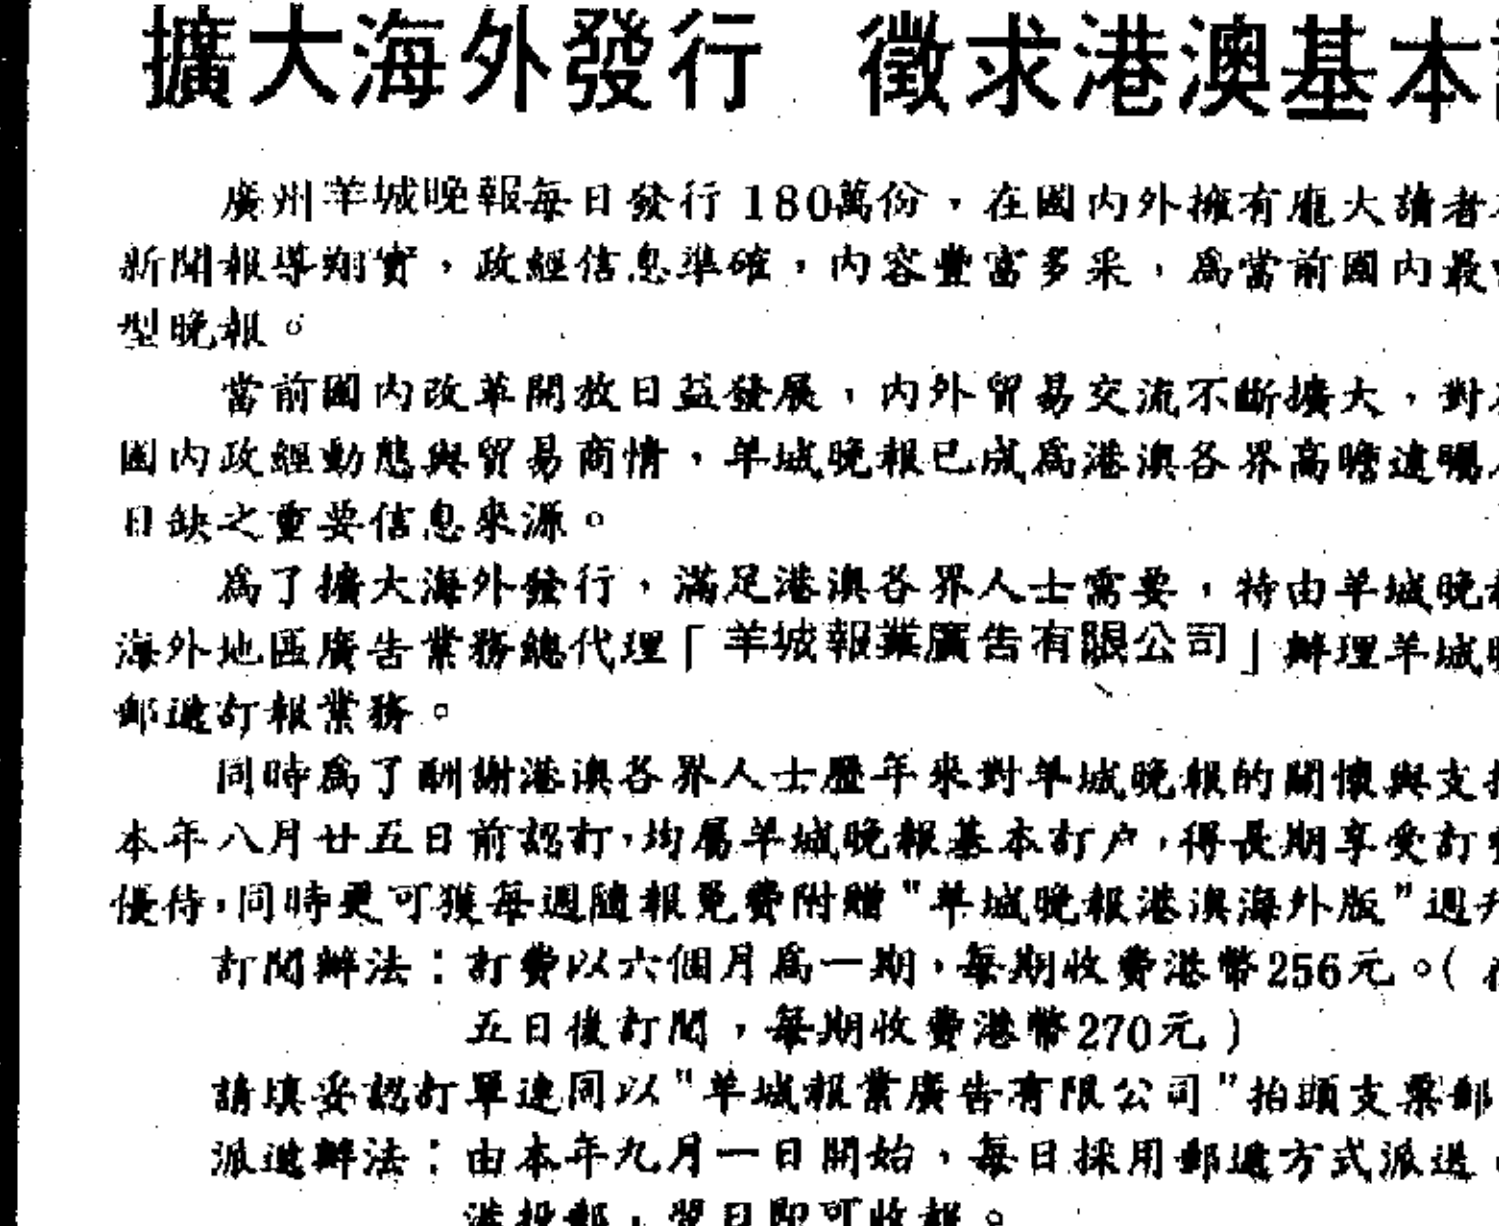 擴大海外發行 徵求港澳基本
廣州羊城晚報每日發行180萬份，在國內外擁有龐大讀者
新聞報導翔實，政經信息準確，內容豐富多采，為當前國內最
型晚報。
當前國內改革開放日益發展，內外貿易交流不斷擴大，對
國內政經動態與貿易商情，羊城晚報已成為港澳各界高瞻遠矚
日缺之重要信息來源。
為了擴大海外發行，滿足港澳各界人士需要，特由羊城晚
海外地區廣告業務總代理「羊城報業廣告有限公司」辦理羊城
郵遞訂報業務。
同時為了酬謝港澳各界人士歷年來對羊城晚報的關懷與支
本年八月廿五日前認訂，均屬羊城晚報基本訂户，得長期享受訂
優待，同時更可獲每週隨報免費附贈"羊城晚報港澳海外版"週
訂閱辦法：訂費以六個月為一期，每期收費港幣256元。(
五日後訂閱，每期收費港幣270元)
請填妥認訂單連同以"羊城報業廣告有限公司"抬頭支票郵
派遞辦法：由本年九月一日開始，每日採用郵遞方式派送
港投郵，翌日即可收報。